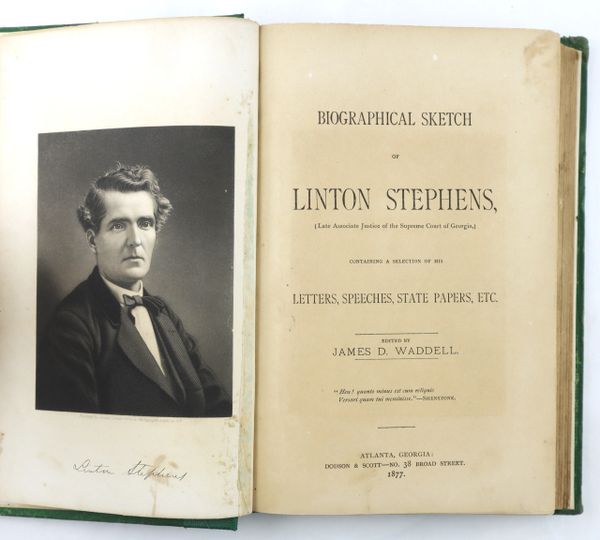 Linton Stephens
BIOGRAPHICAL SKETCH
OF
LINTON STEPHENS,
(Late Associate Justice of the Supreme Court of Georgia,)
CONTAINING A SELECTION OF HIS
LETTERS, SPEECHES, STATE PAPERS, ETC.
EDITED BY
JAMES D. WADDELL.
"Heu! quanto minus est cum reliquis
Versari quam tui meminisse."—SHENSTONE.
ATLANTA, GEORGIA:
DODSON & SCOTT—NO. 38 BROAD STREET.
1877.